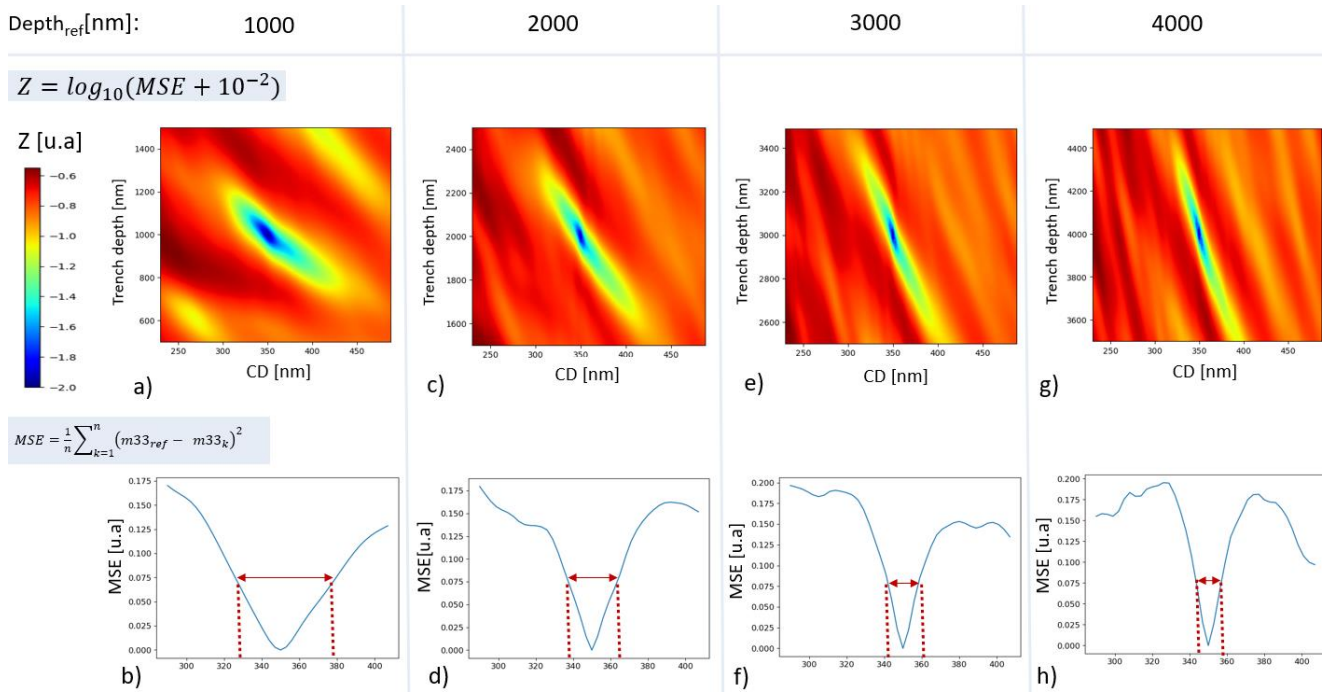 Depth_ref[nm]: 1000 2000 3000 4000
Z = log_10(MSE + 10^-2)
Z [u.a]
−0.6
−0.8
−1.0
−1.2
−1.4
−1.6
−1.8
−2.0
Trench depth [nm]
1400
1200
1000
800
600
250 300 350 400 450
CD [nm]
a)
Trench depth [nm]
2400
2200
2000
1800
1600
250 300 350 400 450
CD [nm]
c)
Trench depth [nm]
3400
3200
3000
2800
2600
250 300 350 400 450
CD [nm]
e)
Trench depth [nm]
4400
4200
4000
3800
3600
250 300 350 400 450
CD [nm]
g)
MSE = 1/n ∑_{k=1}^{n} (m33_ref − m33_k)^2
MSE [u.a]
0.175
0.150
0.125
0.100
0.075
0.050
0.025
0.000
300 320 340 360 380 400
b)
MSE[u.a]
0.175
0.150
0.125
0.100
0.075
0.050
0.025
0.000
300 320 340 360 380 400
d)
MSE [u.a]
0.200
0.175
0.150
0.125
0.100
0.075
0.050
0.025
0.000
300 320 340 360 380 400
f)
MSE [u.a]
0.200
0.175
0.150
0.125
0.100
0.075
0.050
0.025
0.000
300 320 340 360 380 400
h)